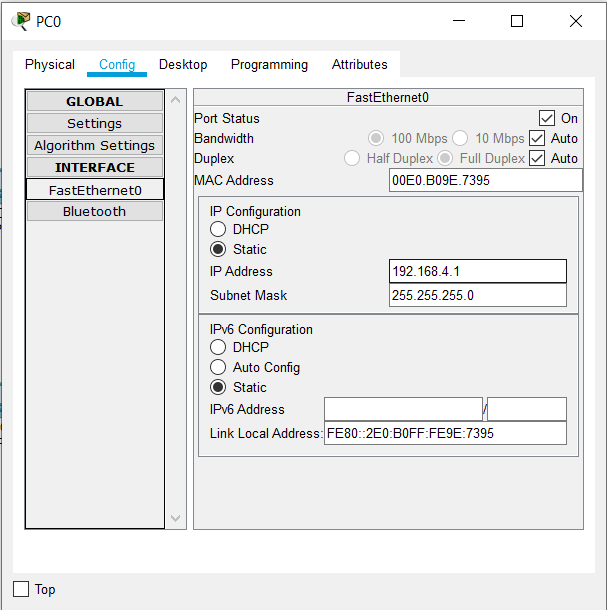 PC0
Physical Config Desktop Programming Attributes
GLOBAL
Settings
Algorithm Settings
INTERFACE
FastEthernet0
Bluetooth
FastEthernet0
Port Status On
Bandwidth 100 Mbps 10 Mbps Auto
Duplex Half Duplex Full Duplex Auto
MAC Address 00E0.B09E.7395
IP Configuration
DHCP
Static
IP Address 192.168.4.1
Subnet Mask 255.255.255.0
IPv6 Configuration
DHCP
Auto Config
Static
IPv6 Address /
Link Local Address: FE80::2E0:B0FF:FE9E:7395
Top